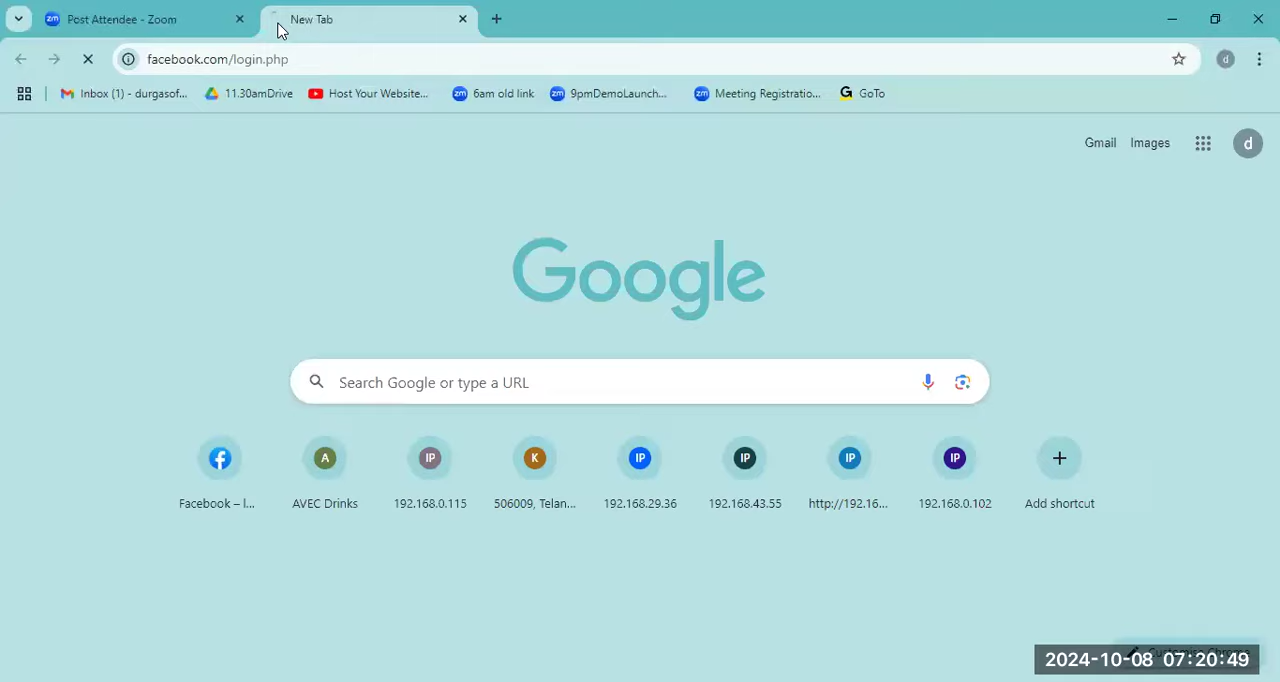 Post Attendee - Zoom
New Tab
facebook.com/login.php
Inbox (1) - durgasof...
11.30amDrive
Host Your Website...
6am old link
9pmDemoLaunch...
Meeting Registratio...
GoTo
Gmail
Images
d
Google
Search Google or type a URL
Facebook – l...
AVEC Drinks
192.168.0.115
506009, Telan...
192.168.29.36
192.168.43.55
http://192.16...
192.168.0.102
Add shortcut
Customise Chrome
2024-10-08 07:20:49